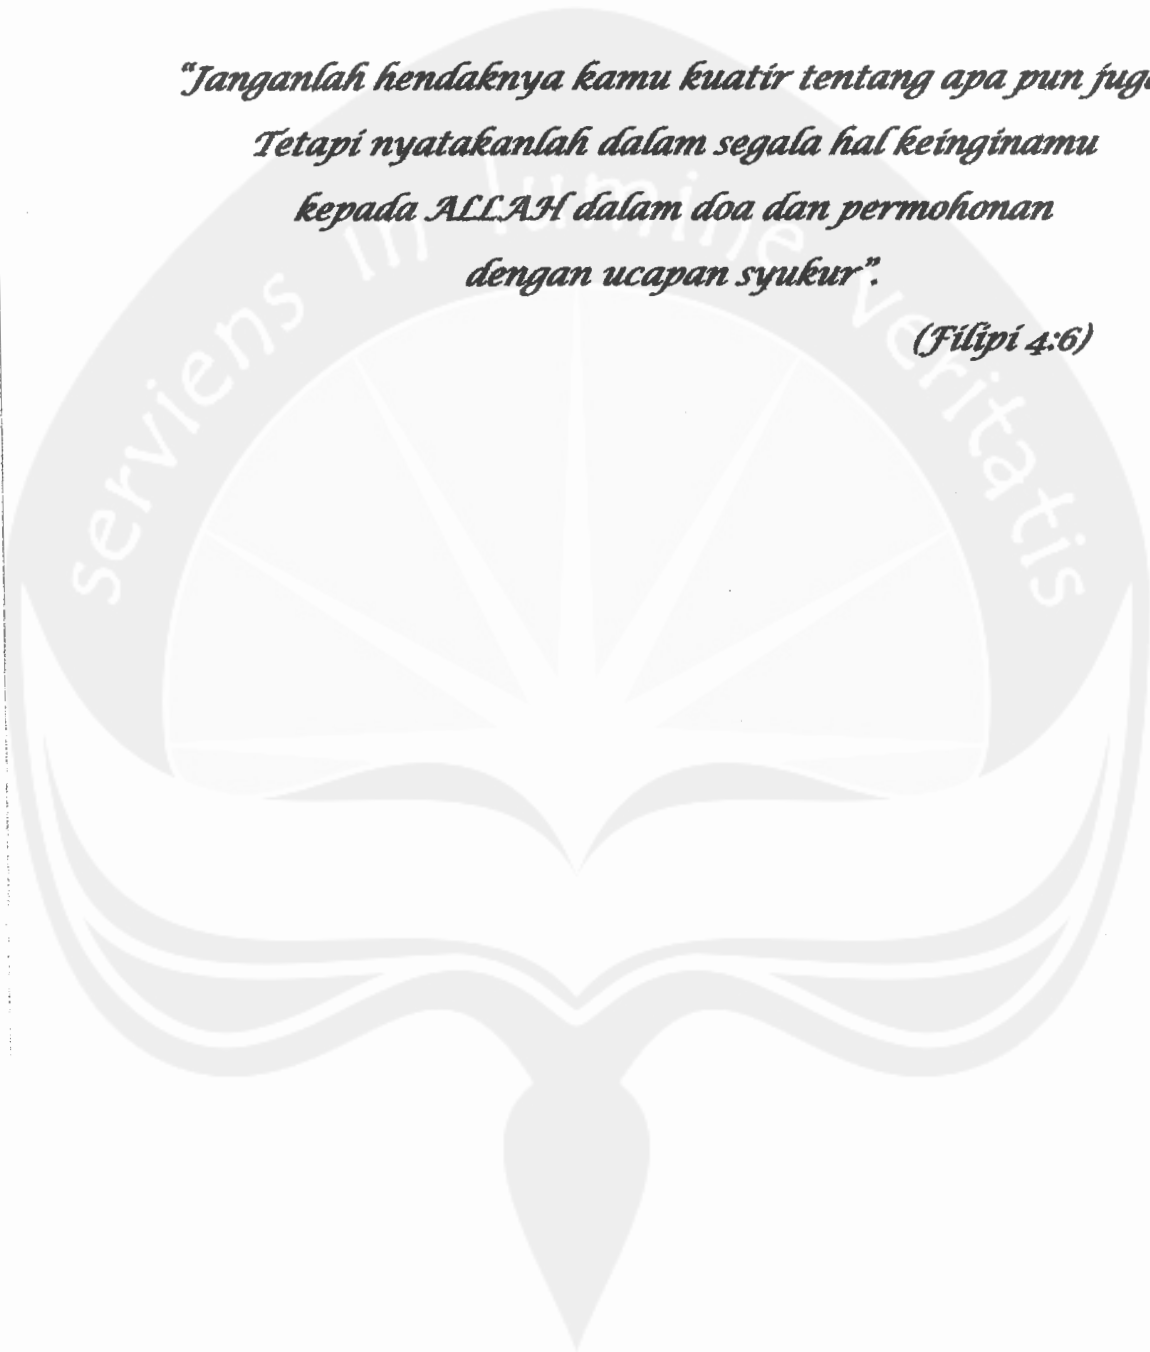 "Janganlah hendaknya kamu kuatir tentang apa pun juga
Tetapi nyatakanlah dalam segala hal keinginamu
kepada ALLAH dalam doa dan permohonan
dengan ucapan syukur".
(Filipi 4:6)
serviens in lumine veritatis